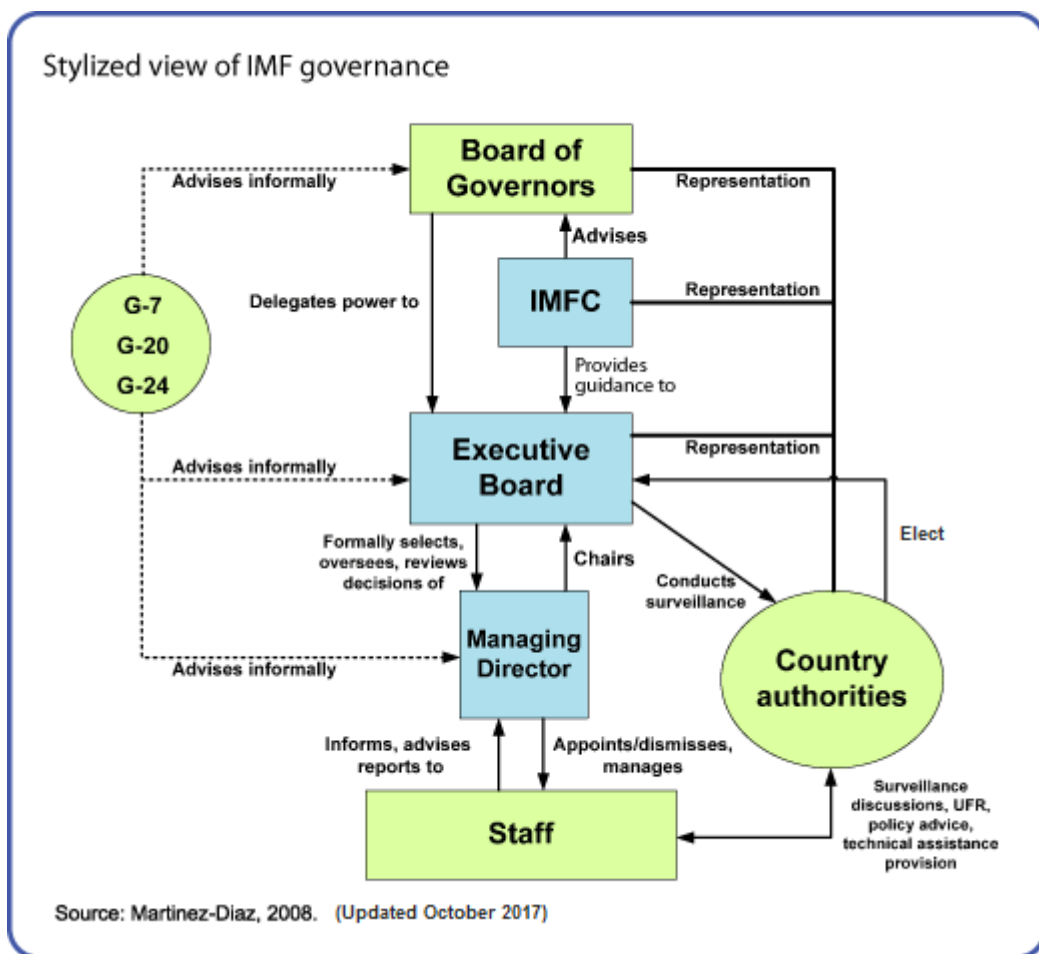 Stylized view of IMF governance
Board of
Governors
Advises informally
Representation
Advises
IMFC
Representation
Delegates power to
G-7
G-20
G-24
Provides
guidance to
Executive
Board
Representation
Advises informally
Elect
Formally selects,
oversees, reviews
decisions of
Chairs
Conducts
surveillance
Managing
Director
Advises informally
Country
authorities
Informs, advises
reports to
Appoints/dismisses,
manages
Staff
Surveillance
discussions, UFR,
policy advice,
technical assistance
provision
Source: Martinez-Diaz, 2008. (Updated October 2017)